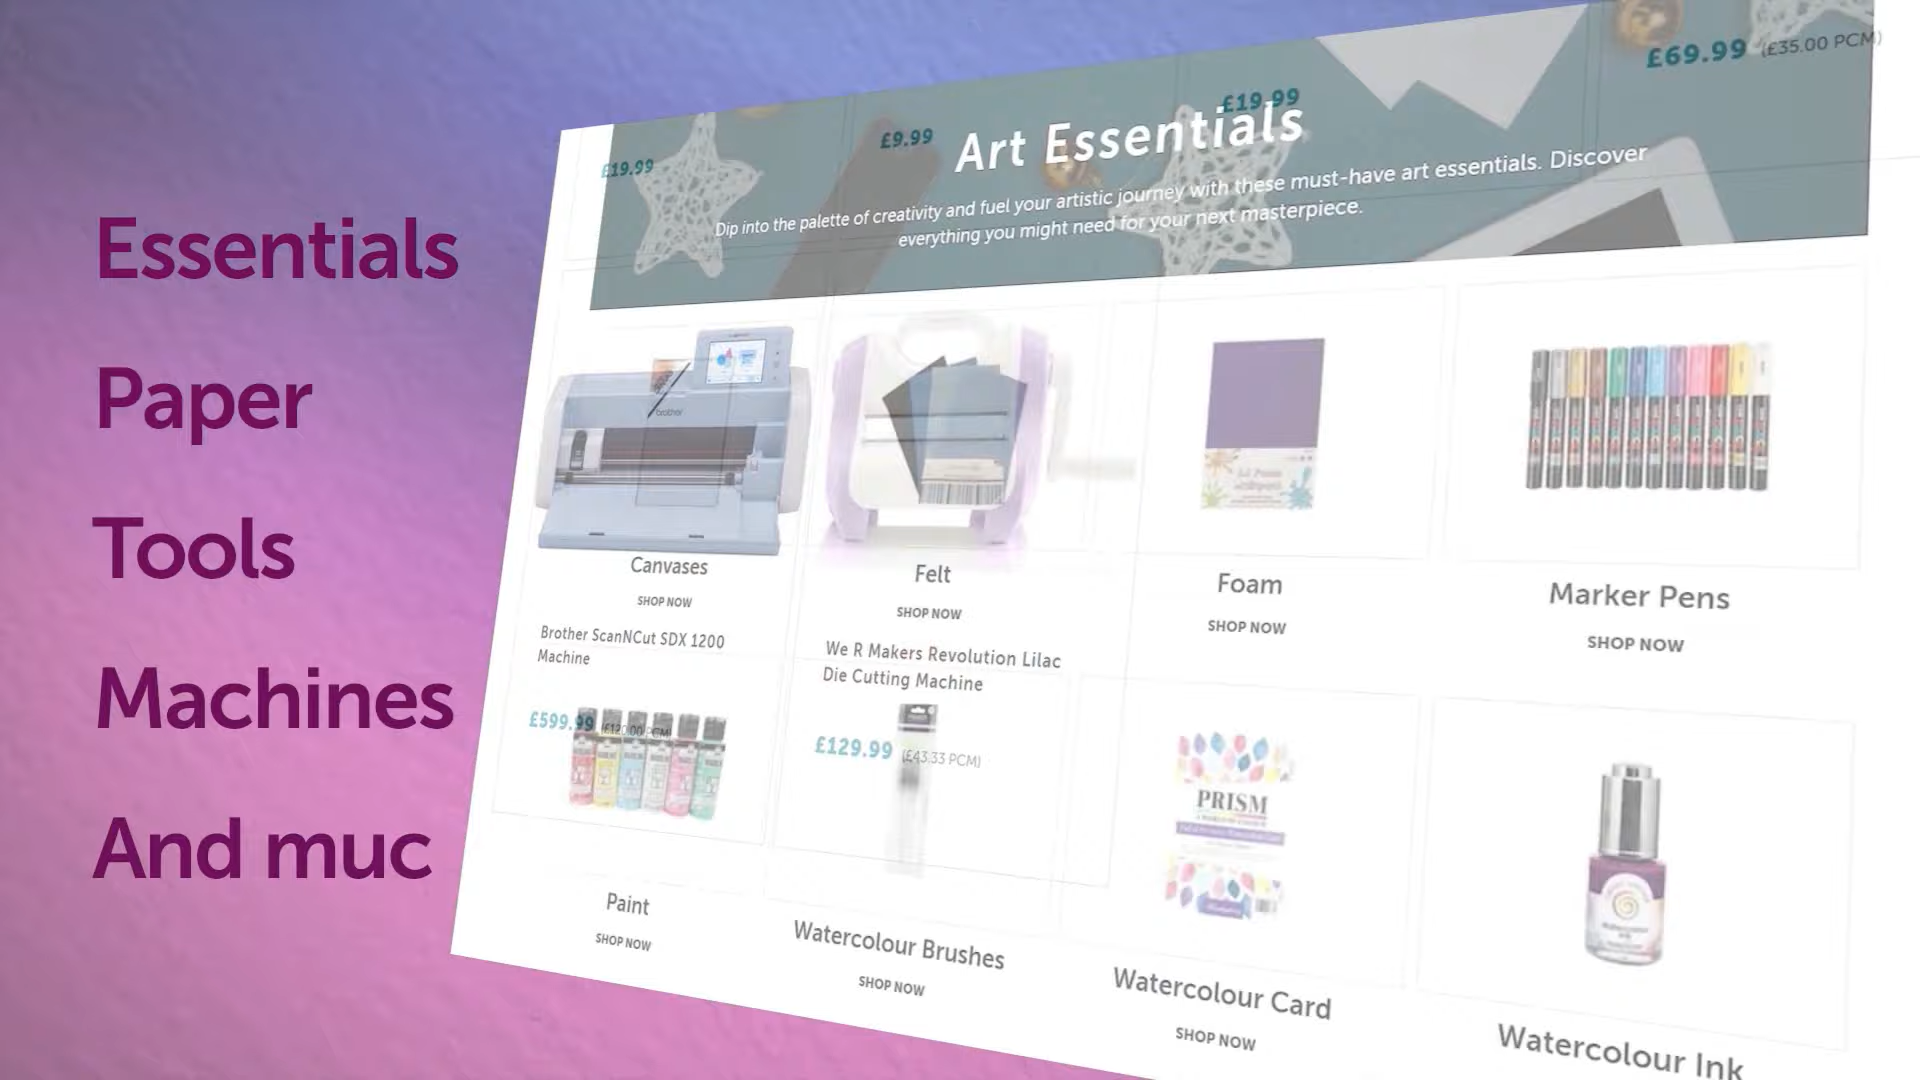 Essentials
Paper
Tools
Machines
And muc
£69.99 (£35.00 PCM)
£19.99
£9.99
£19.99
Art Essentials
Dip into the palette of creativity and fuel your artistic journey with these must-have art essentials. Discover
everything you might need for your next masterpiece.
brother
Canvases
SHOP NOW
Felt
SHOP NOW
Foam
SHOP NOW
Marker Pens
SHOP NOW
Brother ScanNCut SDX 1200
Machine
£599.99 (£120.00 PCM)
We R Makers Revolution Lilac
Die Cutting Machine
£129.99 (£43.33 PCM)
PRISM
Paint
SHOP NOW
Watercolour Brushes
SHOP NOW
Watercolour Card
SHOP NOW
Watercolour Ink